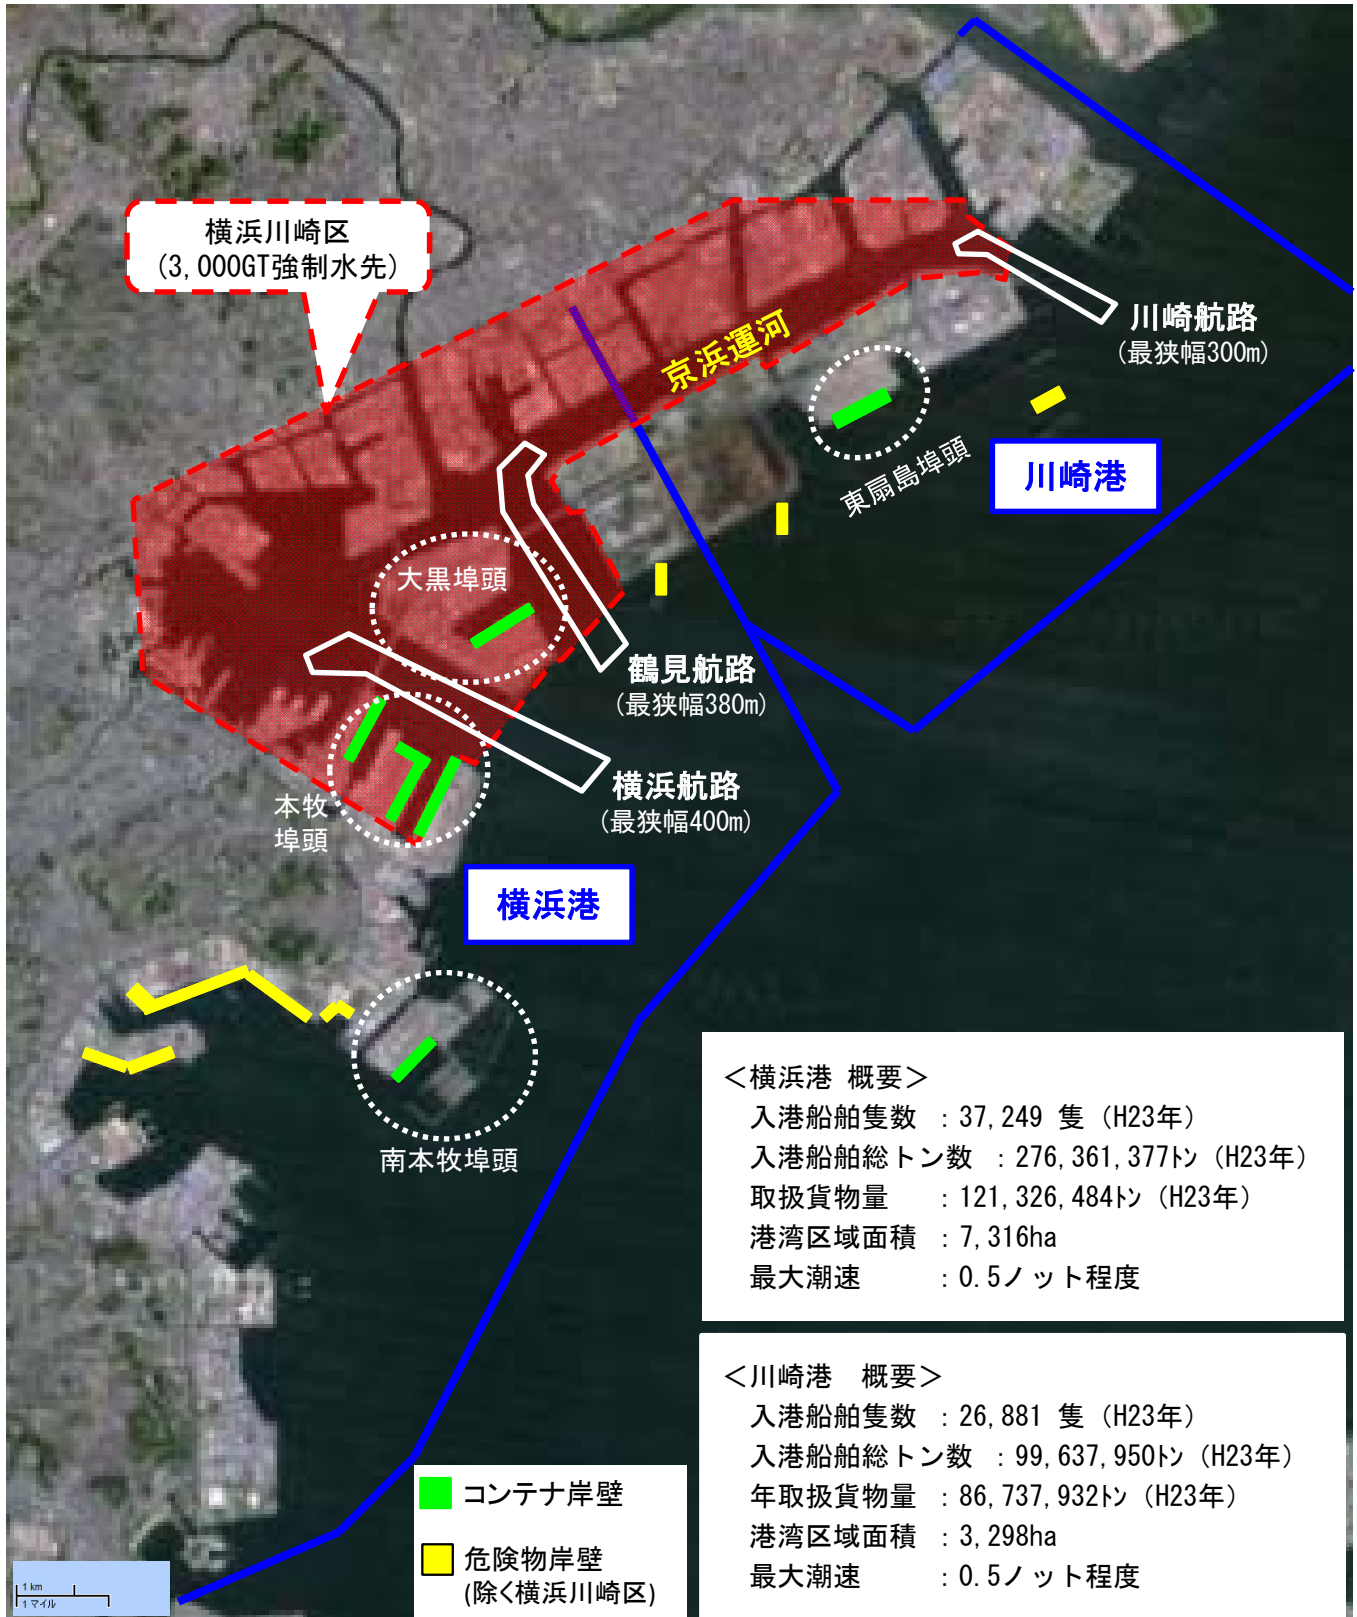 横浜川崎区
(3,000GT強制水先)
京浜運河
川崎航路
(最狭幅300m)
東扇島埠頭
川崎港
大黒埠頭
鶴見航路
(最狭幅380m)
横浜航路
(最狭幅400m)
本牧
埠頭
横浜港
南本牧埠頭
＜横浜港 概要＞
入港船舶隻数 : 37,249 隻 (H23年)
入港船舶総トン数 : 276,361,377ﾄﾝ (H23年)
取扱貨物量 : 121,326,484ﾄﾝ (H23年)
港湾区域面積 : 7,316ha
最大潮速 : 0.5ノット程度
＜川崎港 概要＞
入港船舶隻数 : 26,881 隻 (H23年)
入港船舶総トン数 : 99,637,950ﾄﾝ (H23年)
年取扱貨物量 : 86,737,932ﾄﾝ (H23年)
港湾区域面積 : 3,298ha
最大潮速 : 0.5ノット程度
コンテナ岸壁
危険物岸壁
(除く横浜川崎区)
1 km
1 マイル